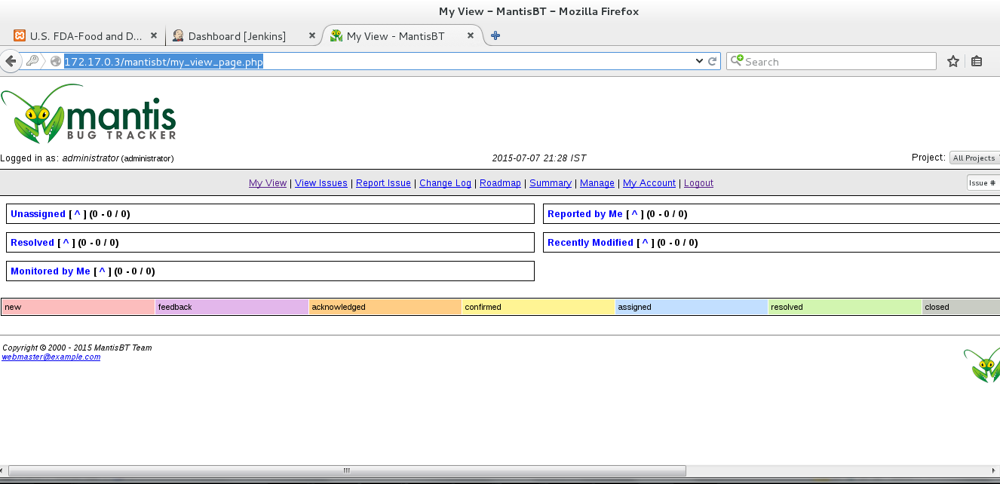 My View - MantisBT - Mozilla Firefox
U.S. FDA-Food and D... Dashboard [Jenkins] My View - MantisBT
172.17.0.3/mantisbt/my_view_page.php Search
mantis
BUG TRACKER
Logged in as: administrator (administrator) 2015-07-07 21:28 IST Project: All Projects
My View | View Issues | Report Issue | Change Log | Roadmap | Summary | Manage | My Account | Logout Issue #
Unassigned [ ^ ] (0 - 0 / 0) Reported by Me [ ^ ] (0 - 0 / 0)
Resolved [ ^ ] (0 - 0 / 0) Recently Modified [ ^ ] (0 - 0 / 0)
Monitored by Me [ ^ ] (0 - 0 / 0)
new feedback acknowledged confirmed assigned resolved closed
Copyright © 2000 - 2015 MantisBT Team
webmaster@example.com